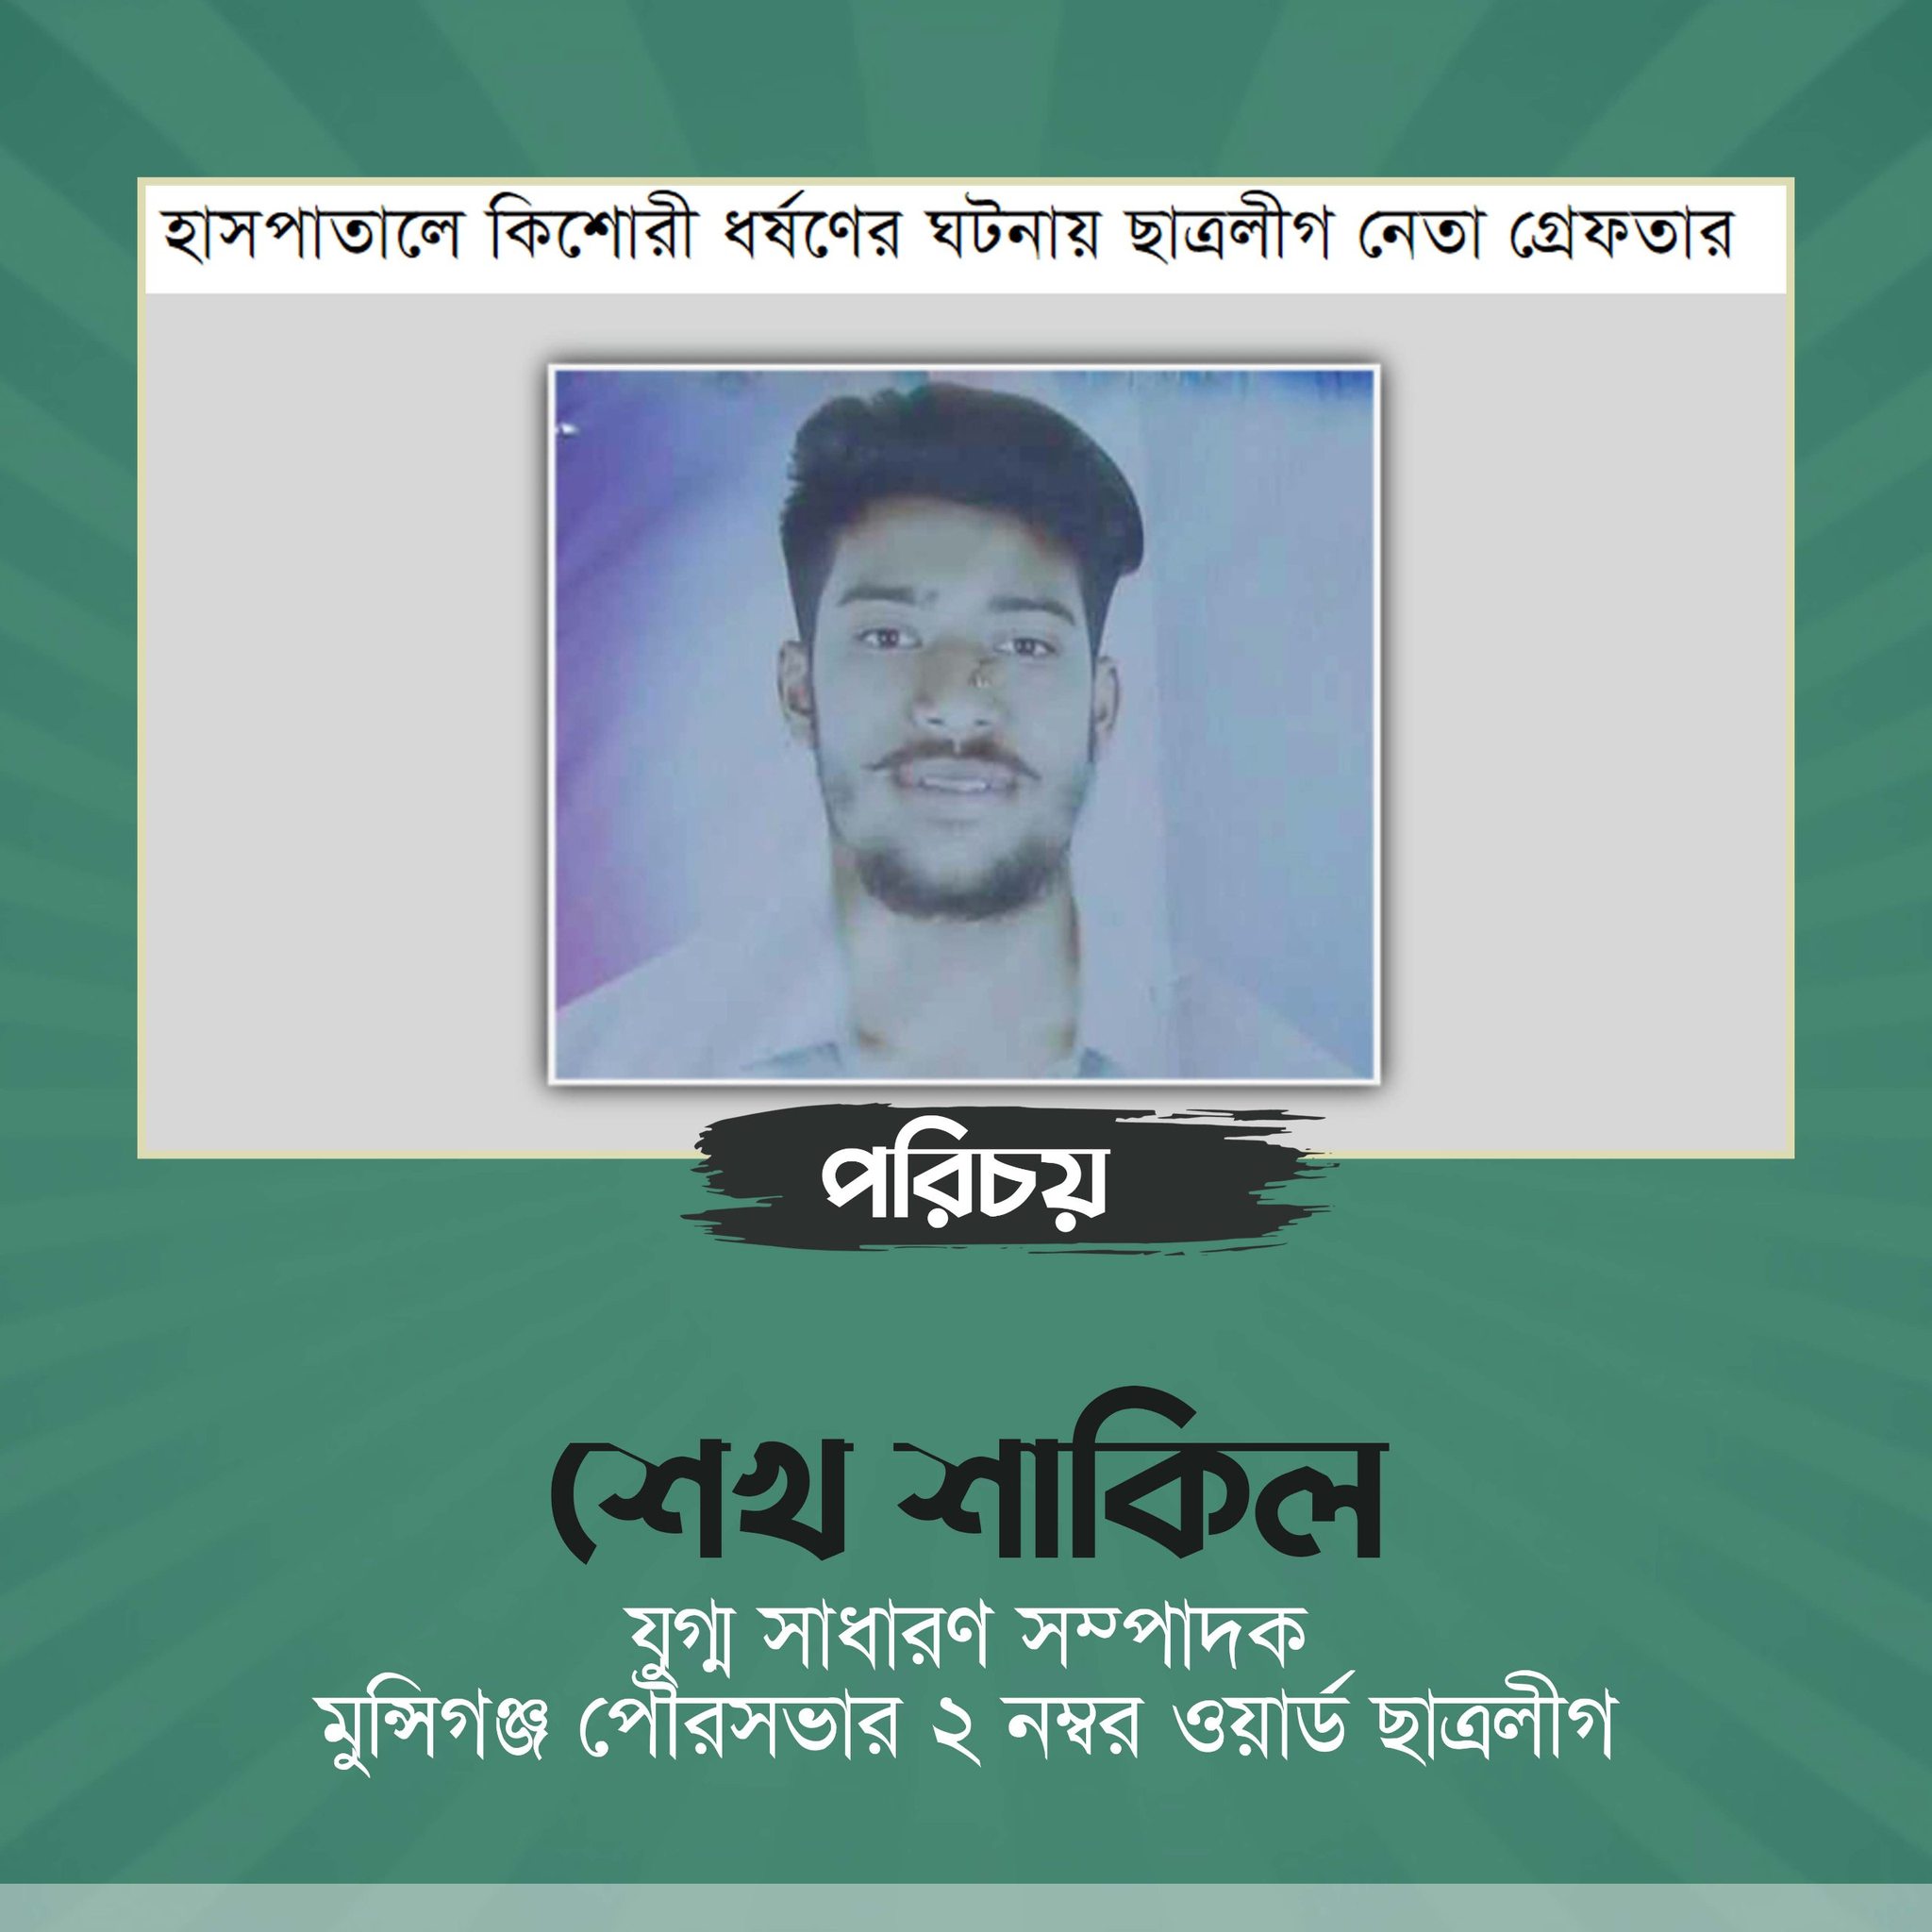 হাসপাতালে কিশোরী ধর্ষণের ঘটনায় ছাত্রলীগ নেতা গ্রেফতার
পরিচয়
শেখ শাকিল
যুগ্ম সাধারণ সম্পাদক
মুন্সিগঞ্জ পৌরসভার ২ নম্বর ওয়ার্ড ছাত্রলীগ